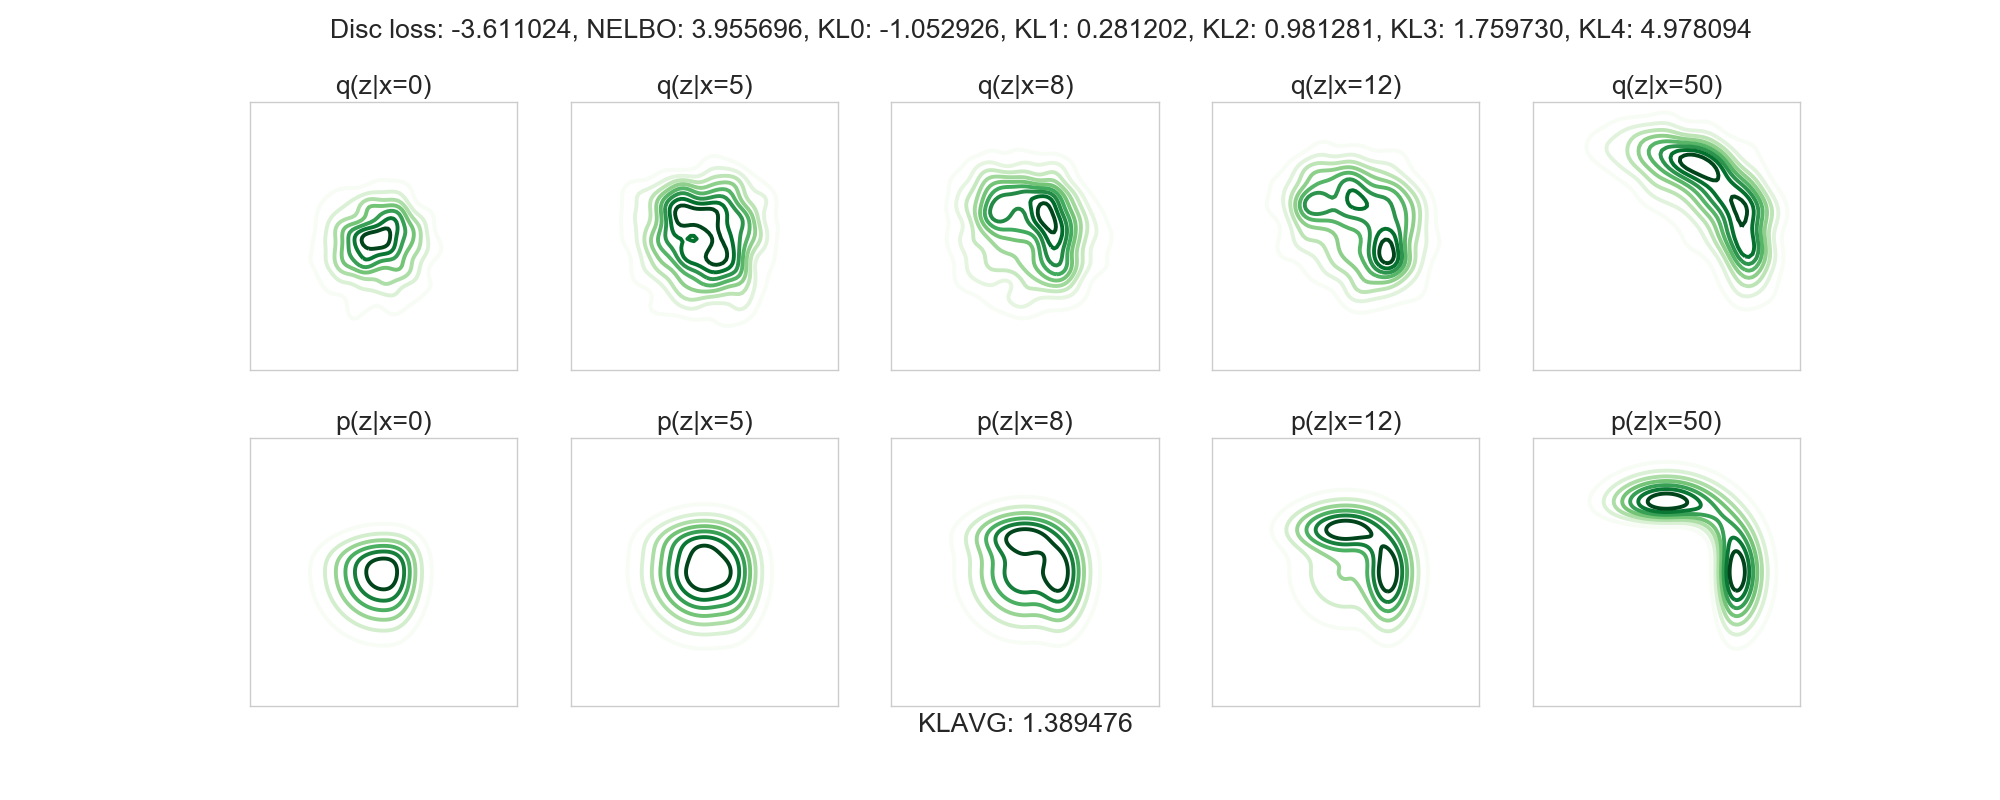 Disc loss: -3.611024, NELBO: 3.955696, KL0: -1.052926, KL1: 0.281202, KL2: 0.981281, KL3: 1.759730, KL4: 4.978094
q(z|x=0)
q(z|x=5)
q(z|x=8)
q(z|x=12)
q(z|x=50)
p(z|x=0)
p(z|x=5)
p(z|x=8)
p(z|x=12)
p(z|x=50)
KLAVG: 1.389476